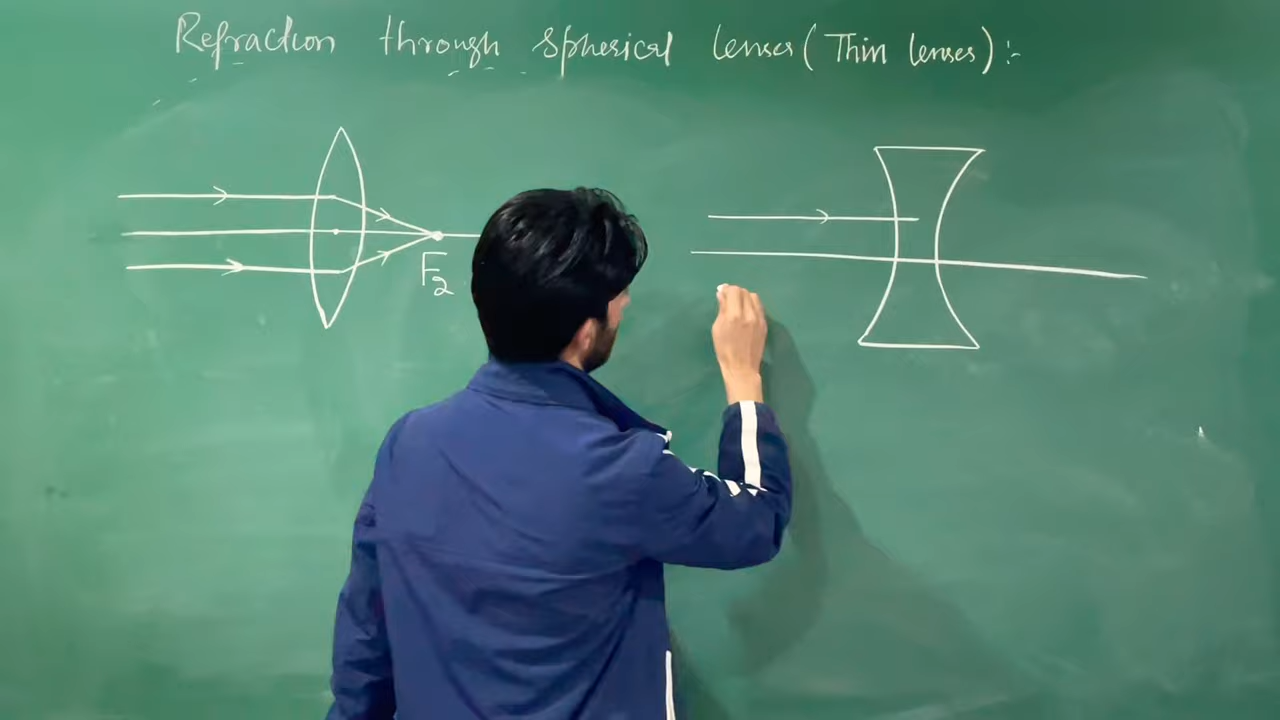 Refraction through spherical lenses (Thin lenses) :-
F2